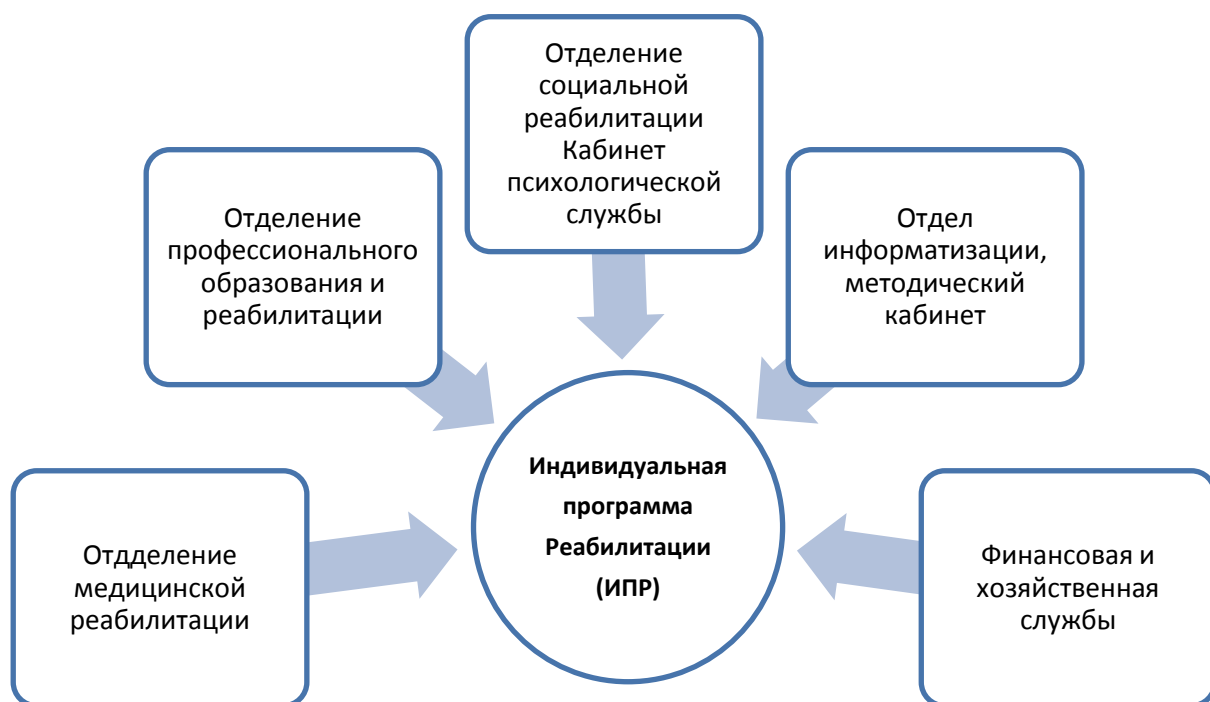 Отделение
социальной
реабилитации
Кабинет
психологической
службы
Отделение
профессионального
образования и
реабилитации
Отдел
информатизации,
методический
кабинет
Индивидуальная
программа
Реабилитации
(ИПР)
Отдделение
медицинской
реабилитации
Финансовая и
хозяйственная
службы